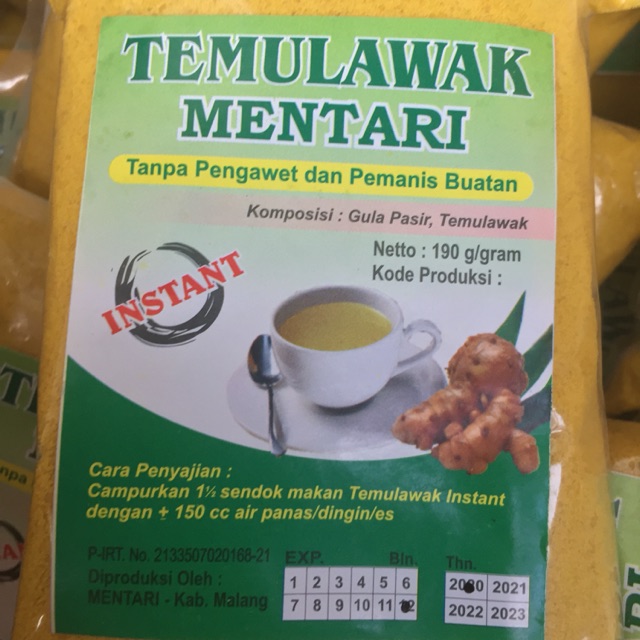 TEMULAWAK
MENTARI
Tanpa Pengawet dan Pemanis Buatan
Komposisi : Gula Pasir, Temulawak
Netto : 190 g/gram
Kode Produksi :
INSTANT
Cara Penyajian :
Campurkan 1½ sendok makan Temulawak Instant
dengan ± 150 cc air panas/dingin/es
P-IRT. No. 2133507020168-21
Diproduksi Oleh :
MENTARI - Kab. Malang
EXP. Bln. Thn.
1 2 3 4 5 6 2020 2021
7 8 9 10 11 12 2022 2023